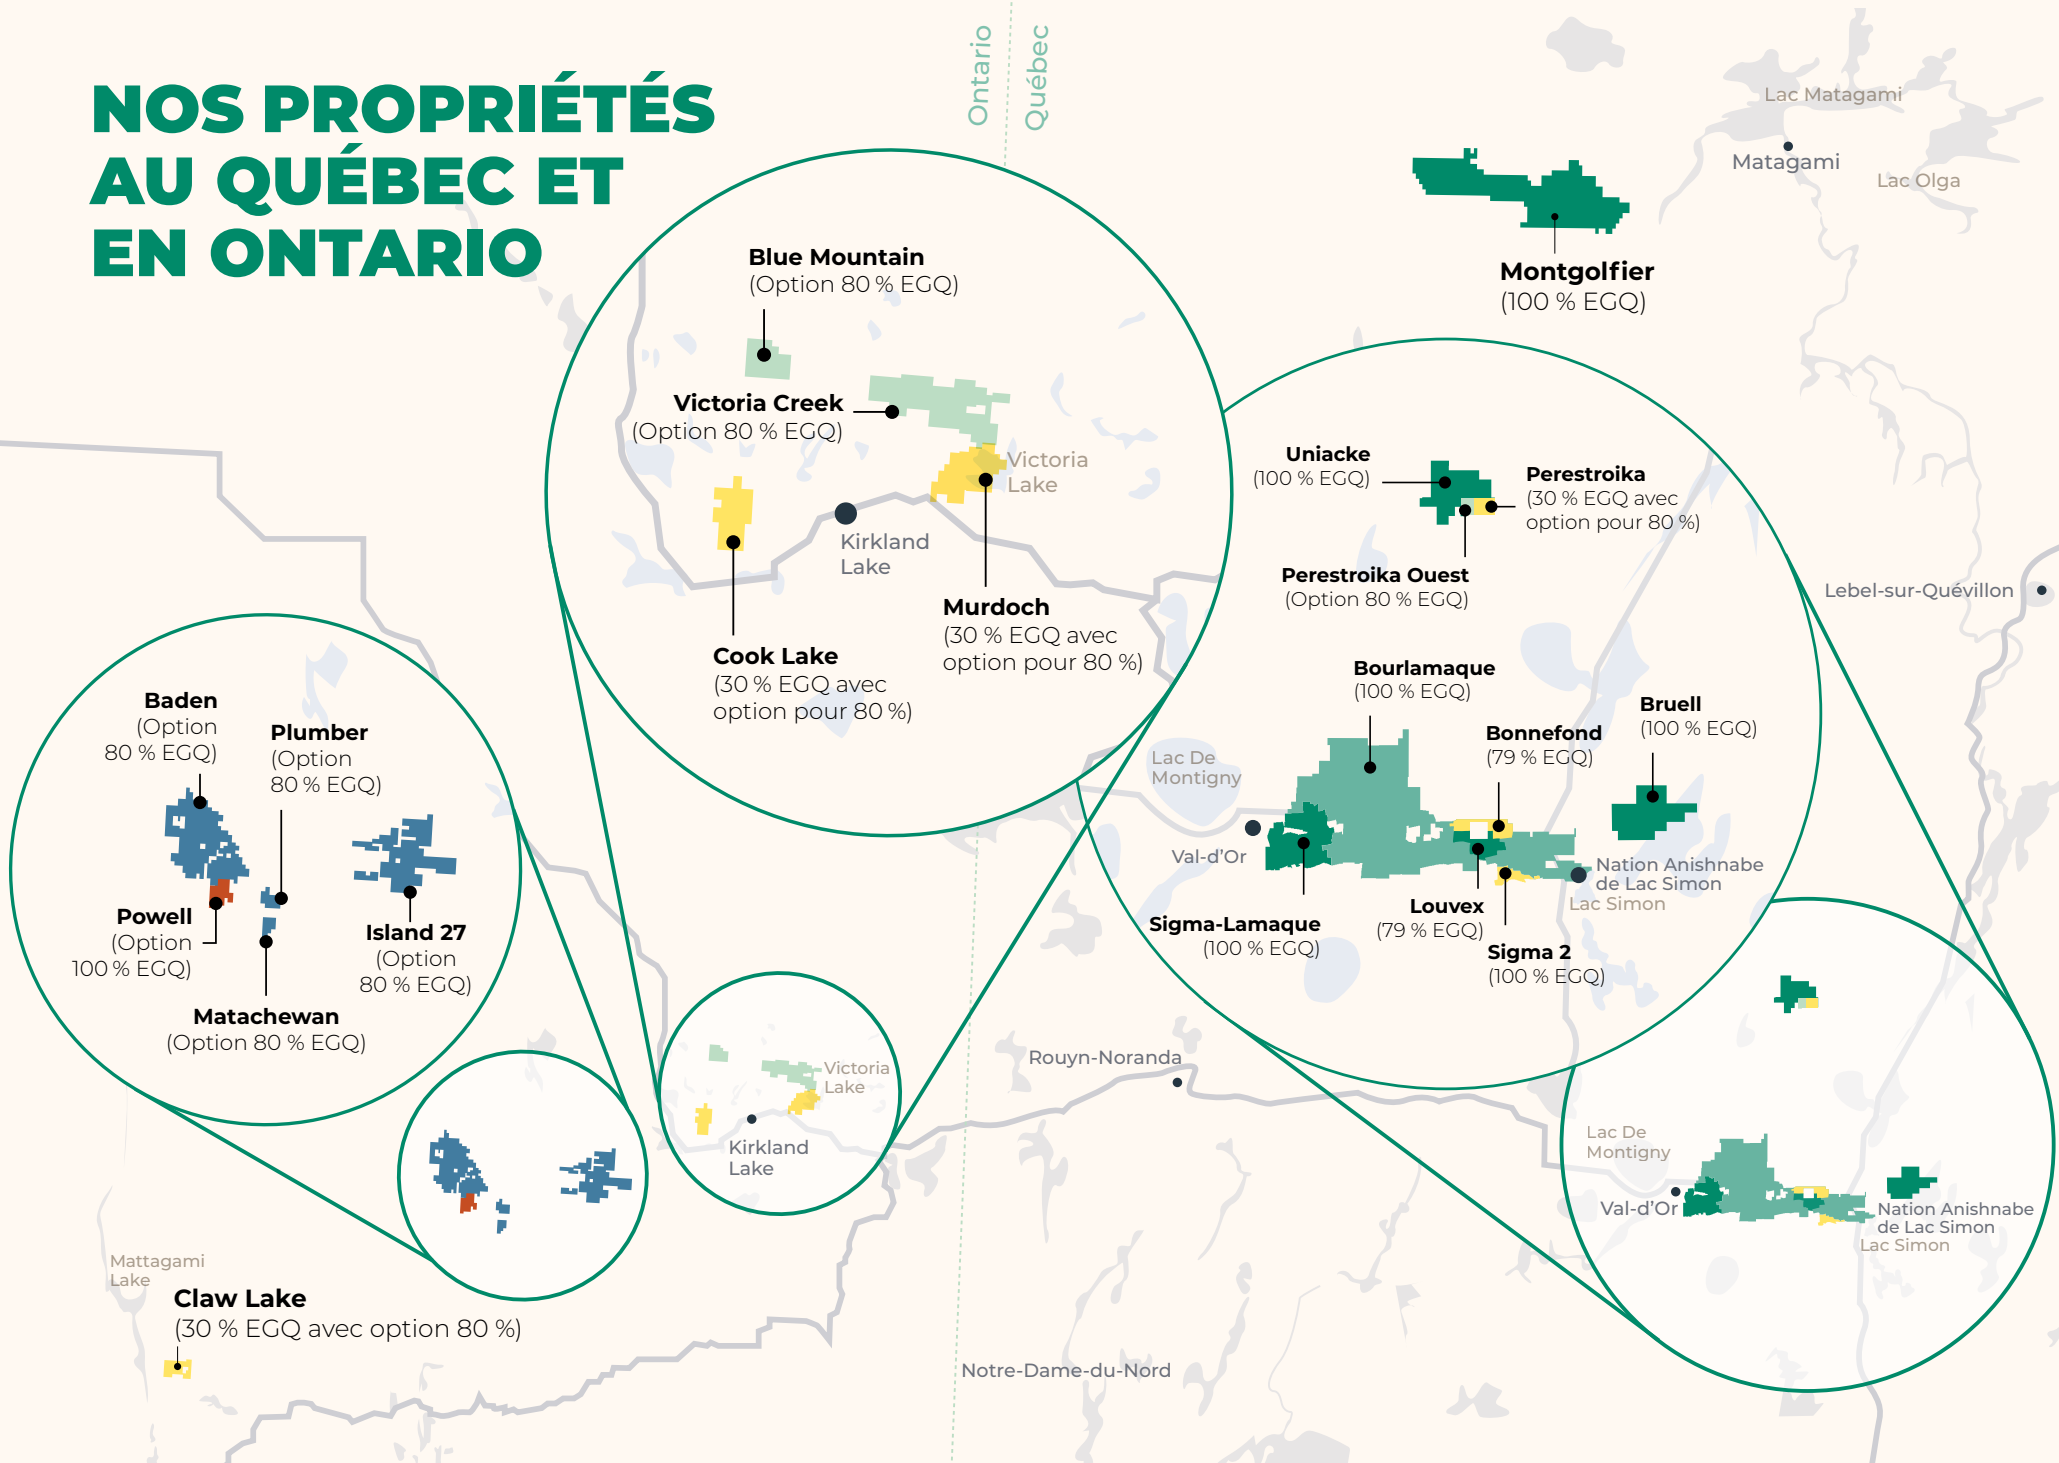 NOS PROPRIÉTÉS
AU QUÉBEC ET
EN ONTARIO
Ontario
Québec
Lac Matagami
Matagami
Lac Olga
Montgolfier
(100 % EGQ)
Blue Mountain
(Option 80 % EGQ)
Victoria Creek
(Option 80 % EGQ)
Victoria
Lake
Kirkland
Lake
Murdoch
(30 % EGQ avec
option pour 80 %)
Cook Lake
(30 % EGQ avec
option pour 80 %)
Uniacke
(100 % EGQ)
Perestroika
(30 % EGQ avec
option pour 80 %)
Perestroika Ouest
(Option 80 % EGQ)
Lebel-sur-Quévillon
Bourlamaque
(100 % EGQ)
Bonnefond
(79 % EGQ)
Bruell
(100 % EGQ)
Lac De
Montigny
Val-d'Or
Nation Anishnabe
de Lac Simon
Lac Simon
Sigma-Lamaque
(100 % EGQ)
Louvex
(79 % EGQ)
Sigma 2
(100 % EGQ)
Baden
(Option
80 % EGQ)
Plumber
(Option
80 % EGQ)
Powell
(Option
100 % EGQ)
Island 27
(Option
80 % EGQ)
Matachewan
(Option 80 % EGQ)
Victoria
Lake
Kirkland
Lake
Rouyn-Noranda
Lac De
Montigny
Val-d'Or
Nation Anishnabe
de Lac Simon
Lac Simon
Mattagami
Lake
Claw Lake
(30 % EGQ avec option 80 %)
Notre-Dame-du-Nord